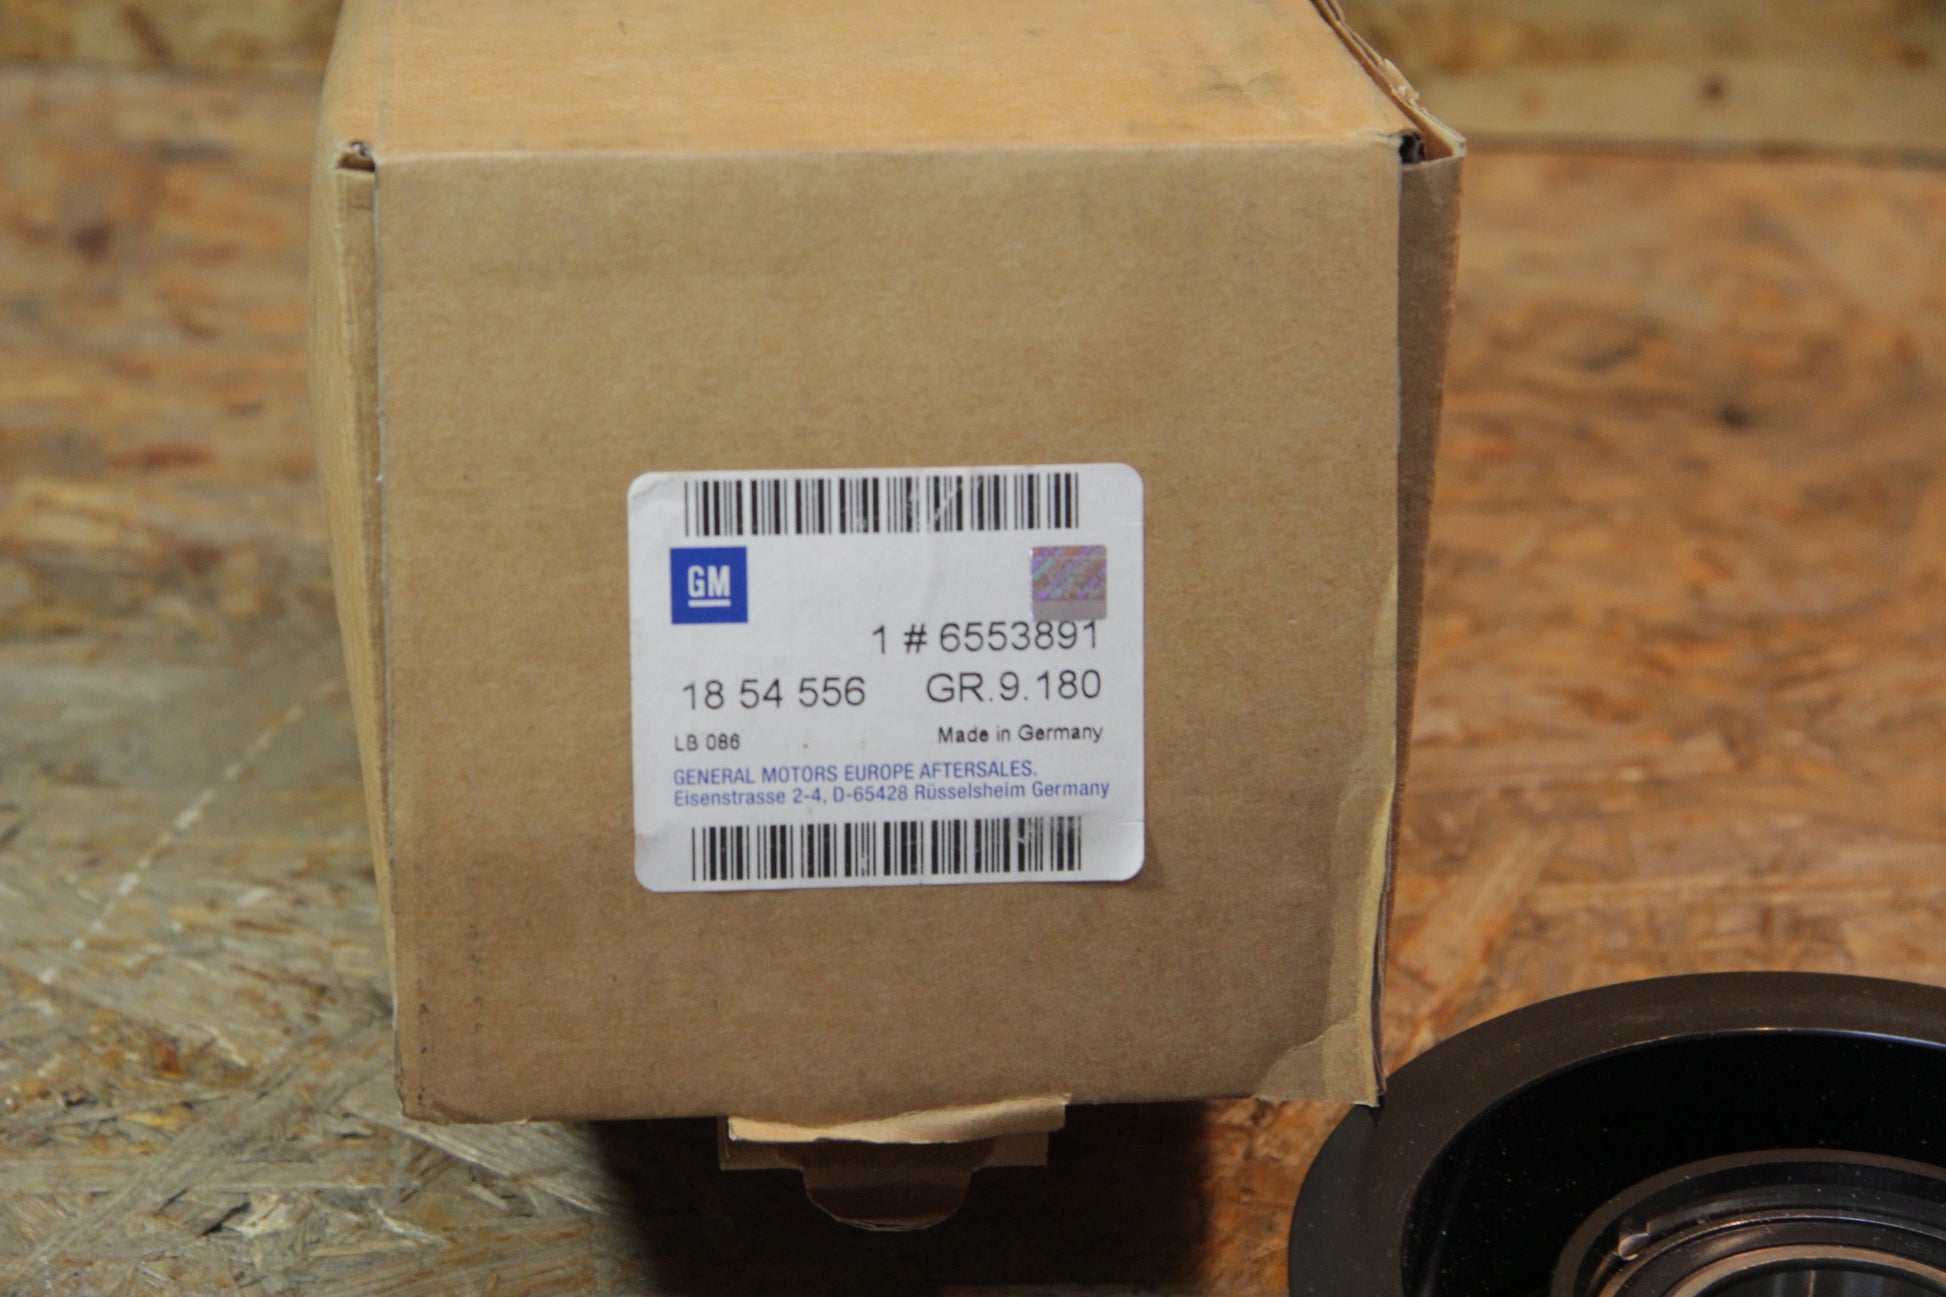 GM
1 # 6553891
18 54 556 GR.9.180
LB 086 Made in Germany
GENERAL MOTORS EUROPE AFTERSALES.
Eisenstrasse 2-4, D-65428 Rüsselsheim Germany